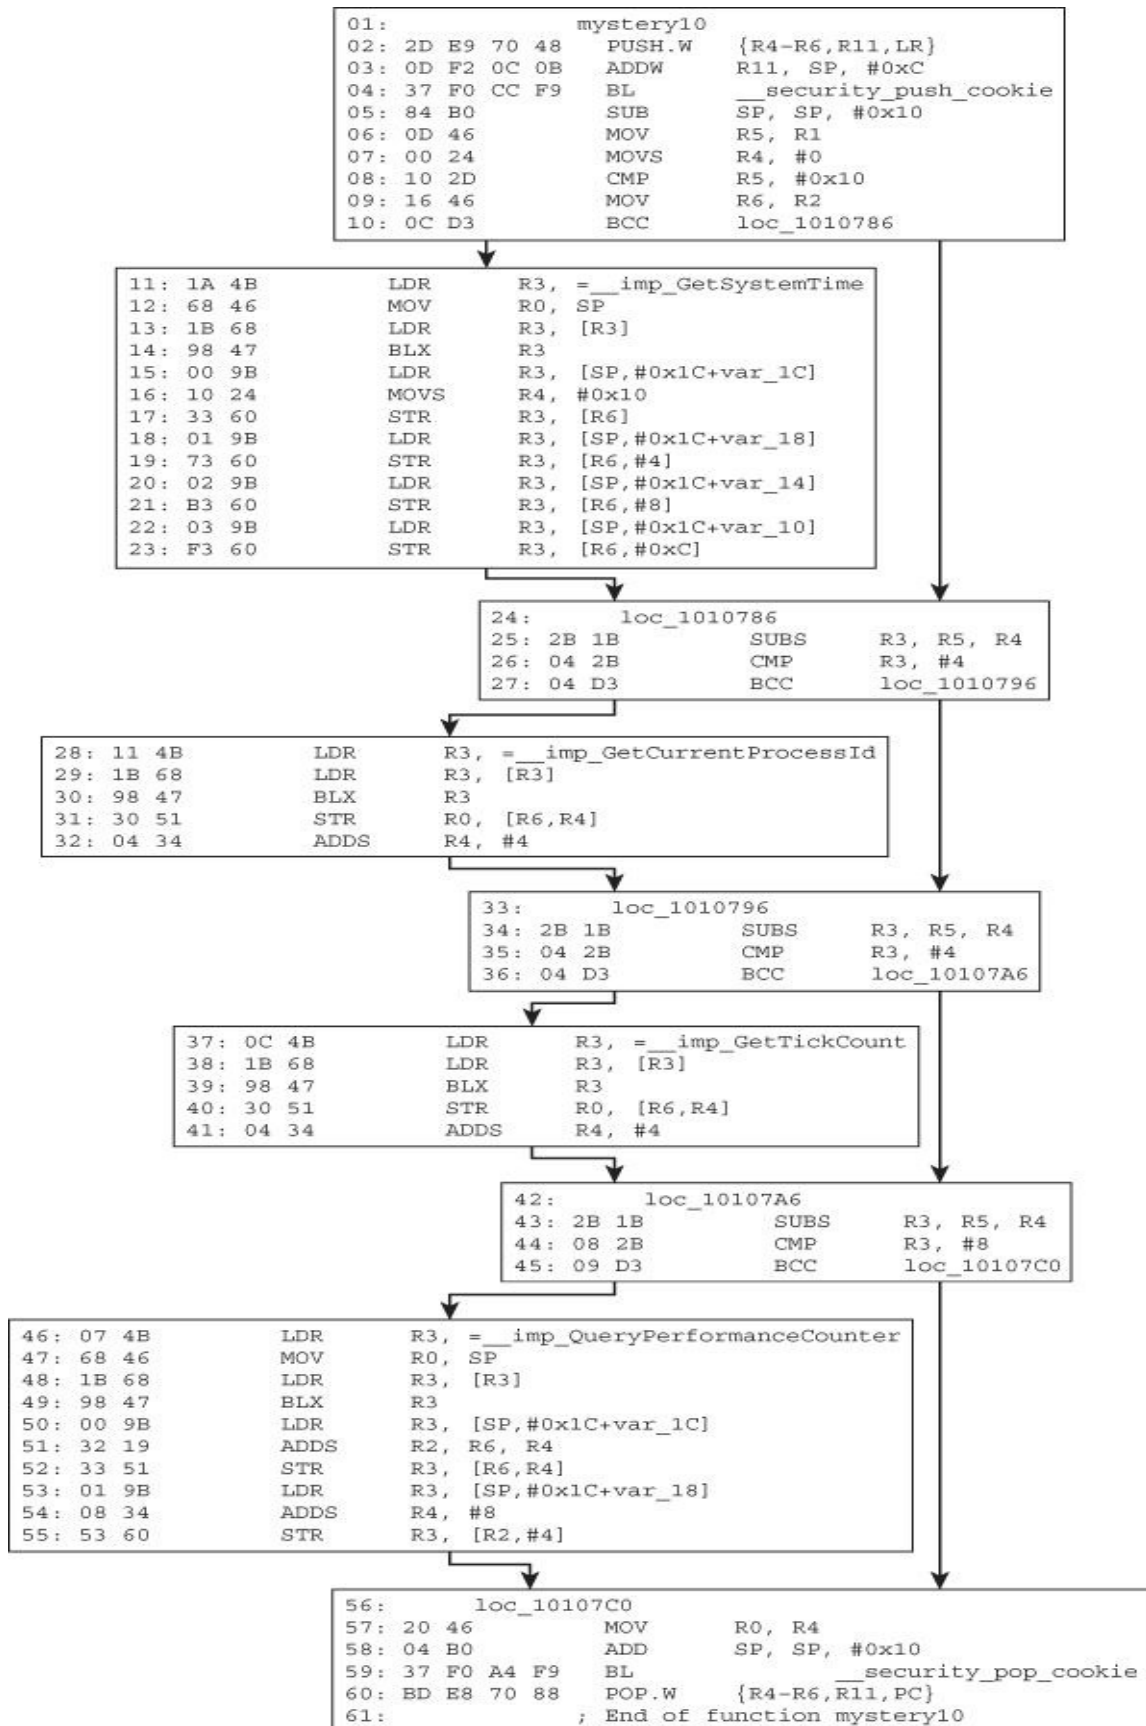 01: mystery10
02: 2D E9 70 48 PUSH.W {R4-R6,R11,LR}
03: 0D F2 0C 0B ADDW R11, SP, #0xC
04: 37 F0 CC F9 BL __security_push_cookie
05: 84 B0 SUB SP, SP, #0x10
06: 0D 46 MOV R5, R1
07: 00 24 MOVS R4, #0
08: 10 2D CMP R5, #0x10
09: 16 46 MOV R6, R2
10: 0C D3 BCC loc_1010786
11: 1A 4B LDR R3, =__imp_GetSystemTime
12: 68 46 MOV R0, SP
13: 1B 68 LDR R3, [R3]
14: 98 47 BLX R3
15: 00 9B LDR R3, [SP,#0x1C+var_1C]
16: 10 24 MOVS R4, #0x10
17: 33 60 STR R3, [R6]
18: 01 9B LDR R3, [SP,#0x1C+var_18]
19: 73 60 STR R3, [R6,#4]
20: 02 9B LDR R3, [SP,#0x1C+var_14]
21: B3 60 STR R3, [R6,#8]
22: 03 9B LDR R3, [SP,#0x1C+var_10]
23: F3 60 STR R3, [R6,#0xC]
24: loc_1010786
25: 2B 1B SUBS R3, R5, R4
26: 04 2B CMP R3, #4
27: 04 D3 BCC loc_1010796
28: 11 4B LDR R3, =__imp_GetCurrentProcessId
29: 1B 68 LDR R3, [R3]
30: 98 47 BLX R3
31: 30 51 STR R0, [R6,R4]
32: 04 34 ADDS R4, #4
33: loc_1010796
34: 2B 1B SUBS R3, R5, R4
35: 04 2B CMP R3, #4
36: 04 D3 BCC loc_10107A6
37: 0C 4B LDR R3, =__imp_GetTickCount
38: 1B 68 LDR R3, [R3]
39: 98 47 BLX R3
40: 30 51 STR R0, [R6,R4]
41: 04 34 ADDS R4, #4
42: loc_10107A6
43: 2B 1B SUBS R3, R5, R4
44: 08 2B CMP R3, #8
45: 09 D3 BCC loc_10107C0
46: 07 4B LDR R3, =__imp_QueryPerformanceCounter
47: 68 46 MOV R0, SP
48: 1B 68 LDR R3, [R3]
49: 98 47 BLX R3
50: 00 9B LDR R3, [SP,#0x1C+var_1C]
51: 32 19 ADDS R2, R6, R4
52: 33 51 STR R3, [R6,R4]
53: 01 9B LDR R3, [SP,#0x1C+var_18]
54: 08 34 ADDS R4, #8
55: 53 60 STR R3, [R2,#4]
56: loc_10107C0
57: 20 46 MOV R0, R4
58: 04 B0 ADD SP, SP, #0x10
59: 37 F0 A4 F9 BL __security_pop_cookie
60: BD E8 70 88 POP.W {R4-R6,R11,PC}
61: ; End of function mystery10